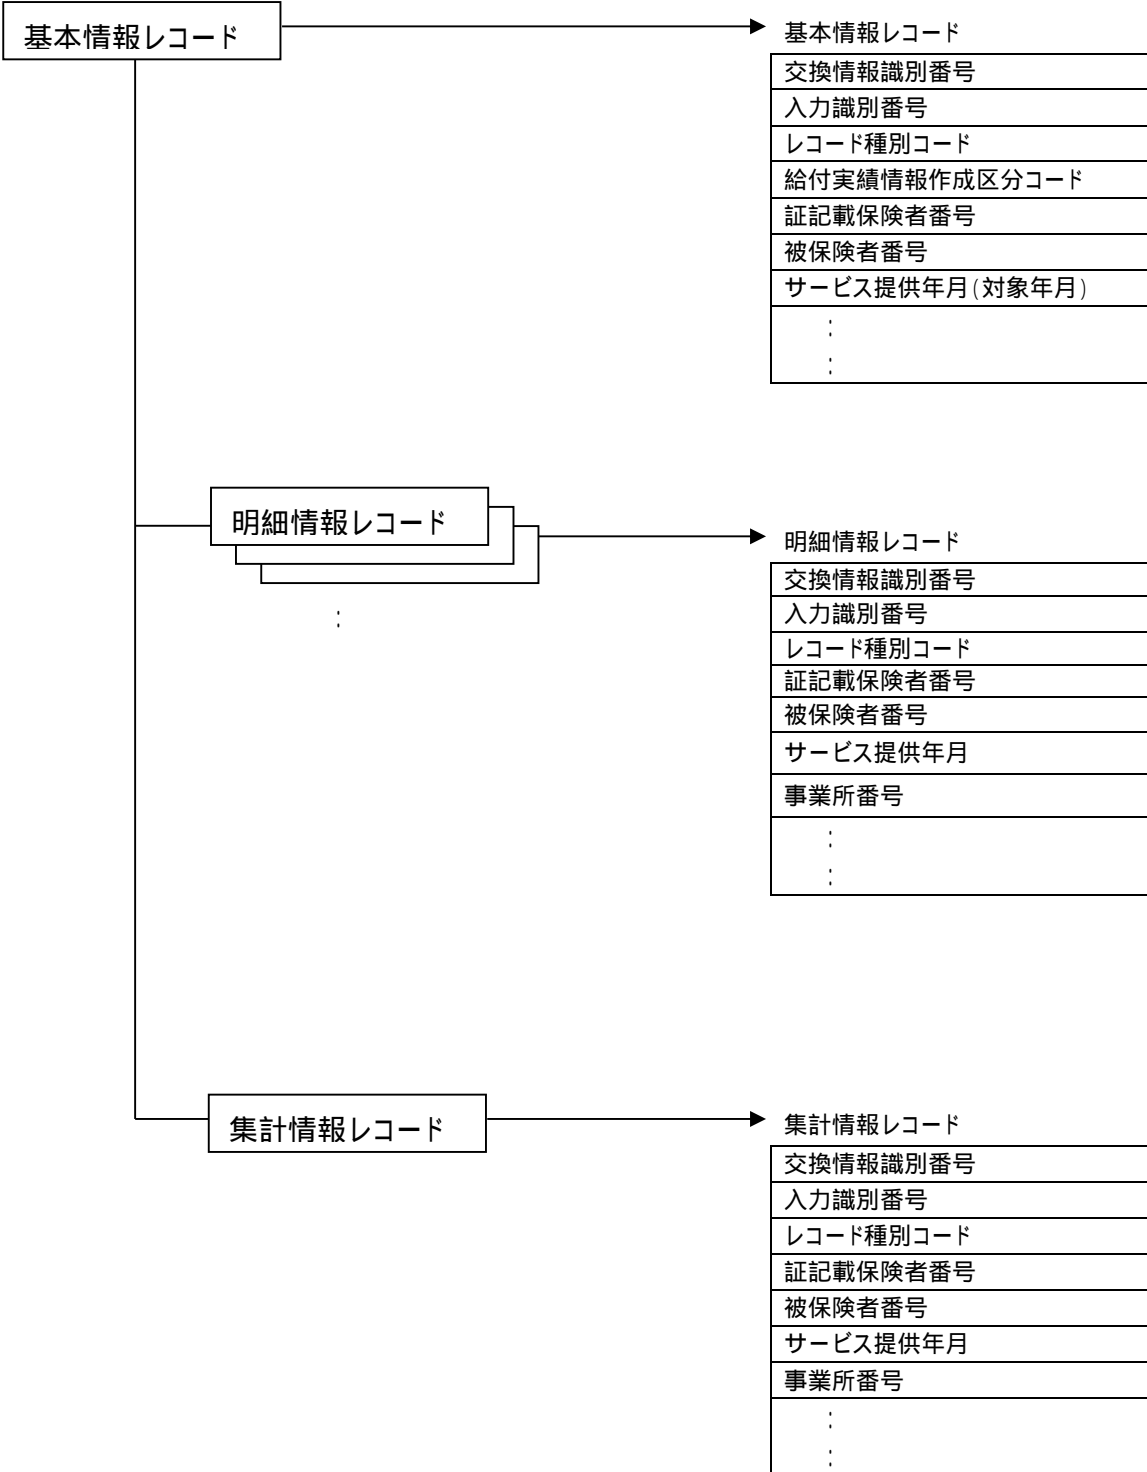 基本情報レコード
基本情報レコード
交換情報識別番号
入力識別番号
レコード種別コード
給付実績情報作成区分コード
証記載保険者番号
被保険者番号
サービス提供年月(対象年月)
:
:
明細情報レコード
:
明細情報レコード
交換情報識別番号
入力識別番号
レコード種別コード
証記載保険者番号
被保険者番号
サービス提供年月
事業所番号
:
:
集計情報レコード
集計情報レコード
交換情報識別番号
入力識別番号
レコード種別コード
証記載保険者番号
被保険者番号
サービス提供年月
事業所番号
:
: